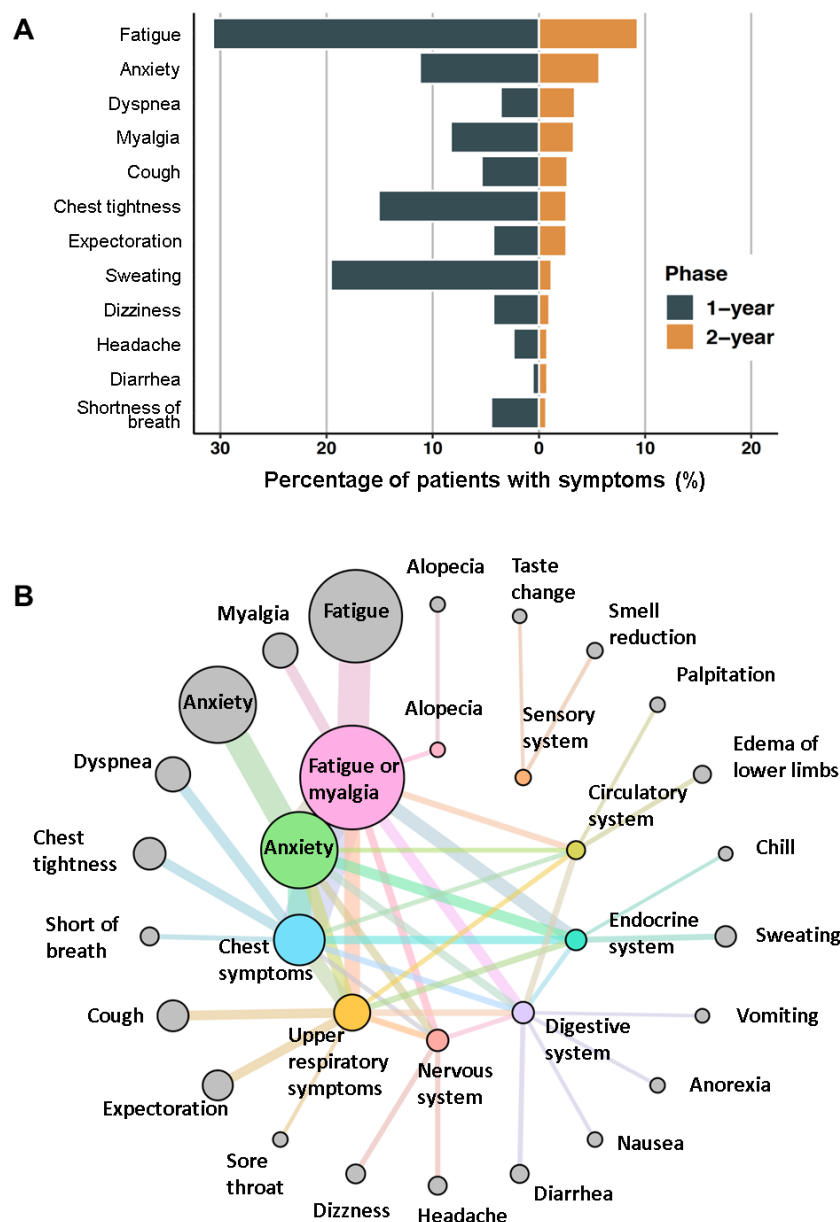 A
Fatigue
Anxiety
Dyspnea
Myalgia
Cough
Chest tightness
Expectoration
Sweating
Dizziness
Headache
Diarrhea
Shortness of
breath
Phase
1-year
2-year
30 20 10 0 10 20
Percentage of patients with symptoms (%)
B
Alopecia
Taste
change
Myalgia
Fatigue
Smell
reduction
Palpitation
Anxiety
Alopecia
Sensory
system
Edema of
lower limbs
Dyspnea
Fatigue or
myalgia
Circulatory
system
Chest
tightness
Anxiety
Chill
Short of
breath
Chest
symptoms
Endocrine
system
Sweating
Cough
Upper
respiratory
symptoms
Nervous
system
Digestive
system
Vomiting
Expectoration
Anorexia
Sore
throat
Nausea
Dizzness
Headache
Diarrhea